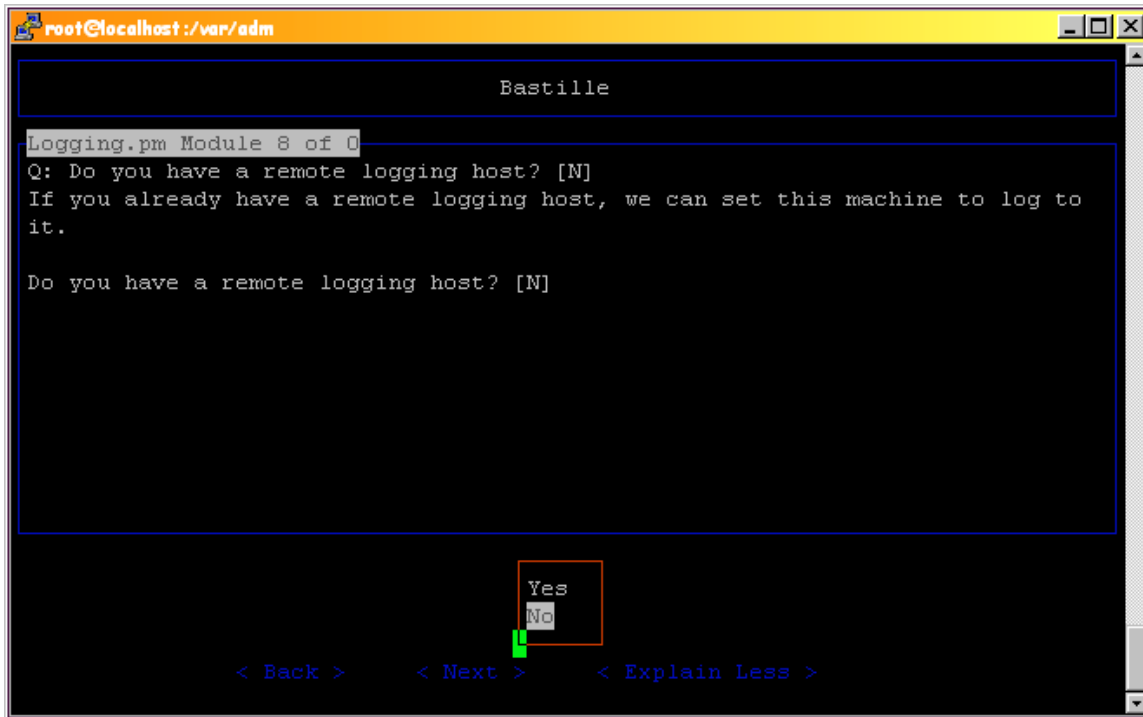 root@localhost:/var/adm
Bastille
Logging.pm Module 8 of 0
Q: Do you have a remote logging host? [N]
If you already have a remote logging host, we can set this machine to log to
it.
Do you have a remote logging host? [N]
Yes
No
< Back > < Next > < Explain Less >